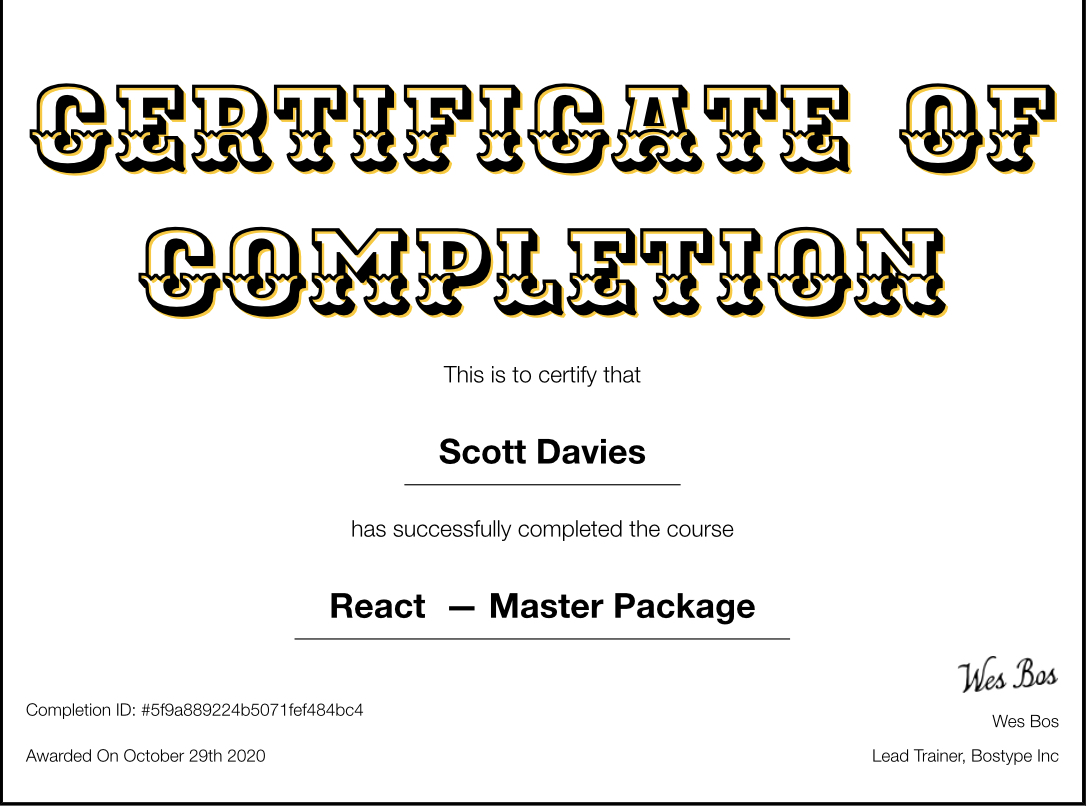 CERTIFICATE OF
COMPLETION
This is to certify that
Scott Davies
has successfully completed the course
React — Master Package
Wes Bos
Completion ID: #5f9a889224b5071fef484bc4
Wes Bos
Awarded On October 29th 2020
Lead Trainer, Bostype Inc